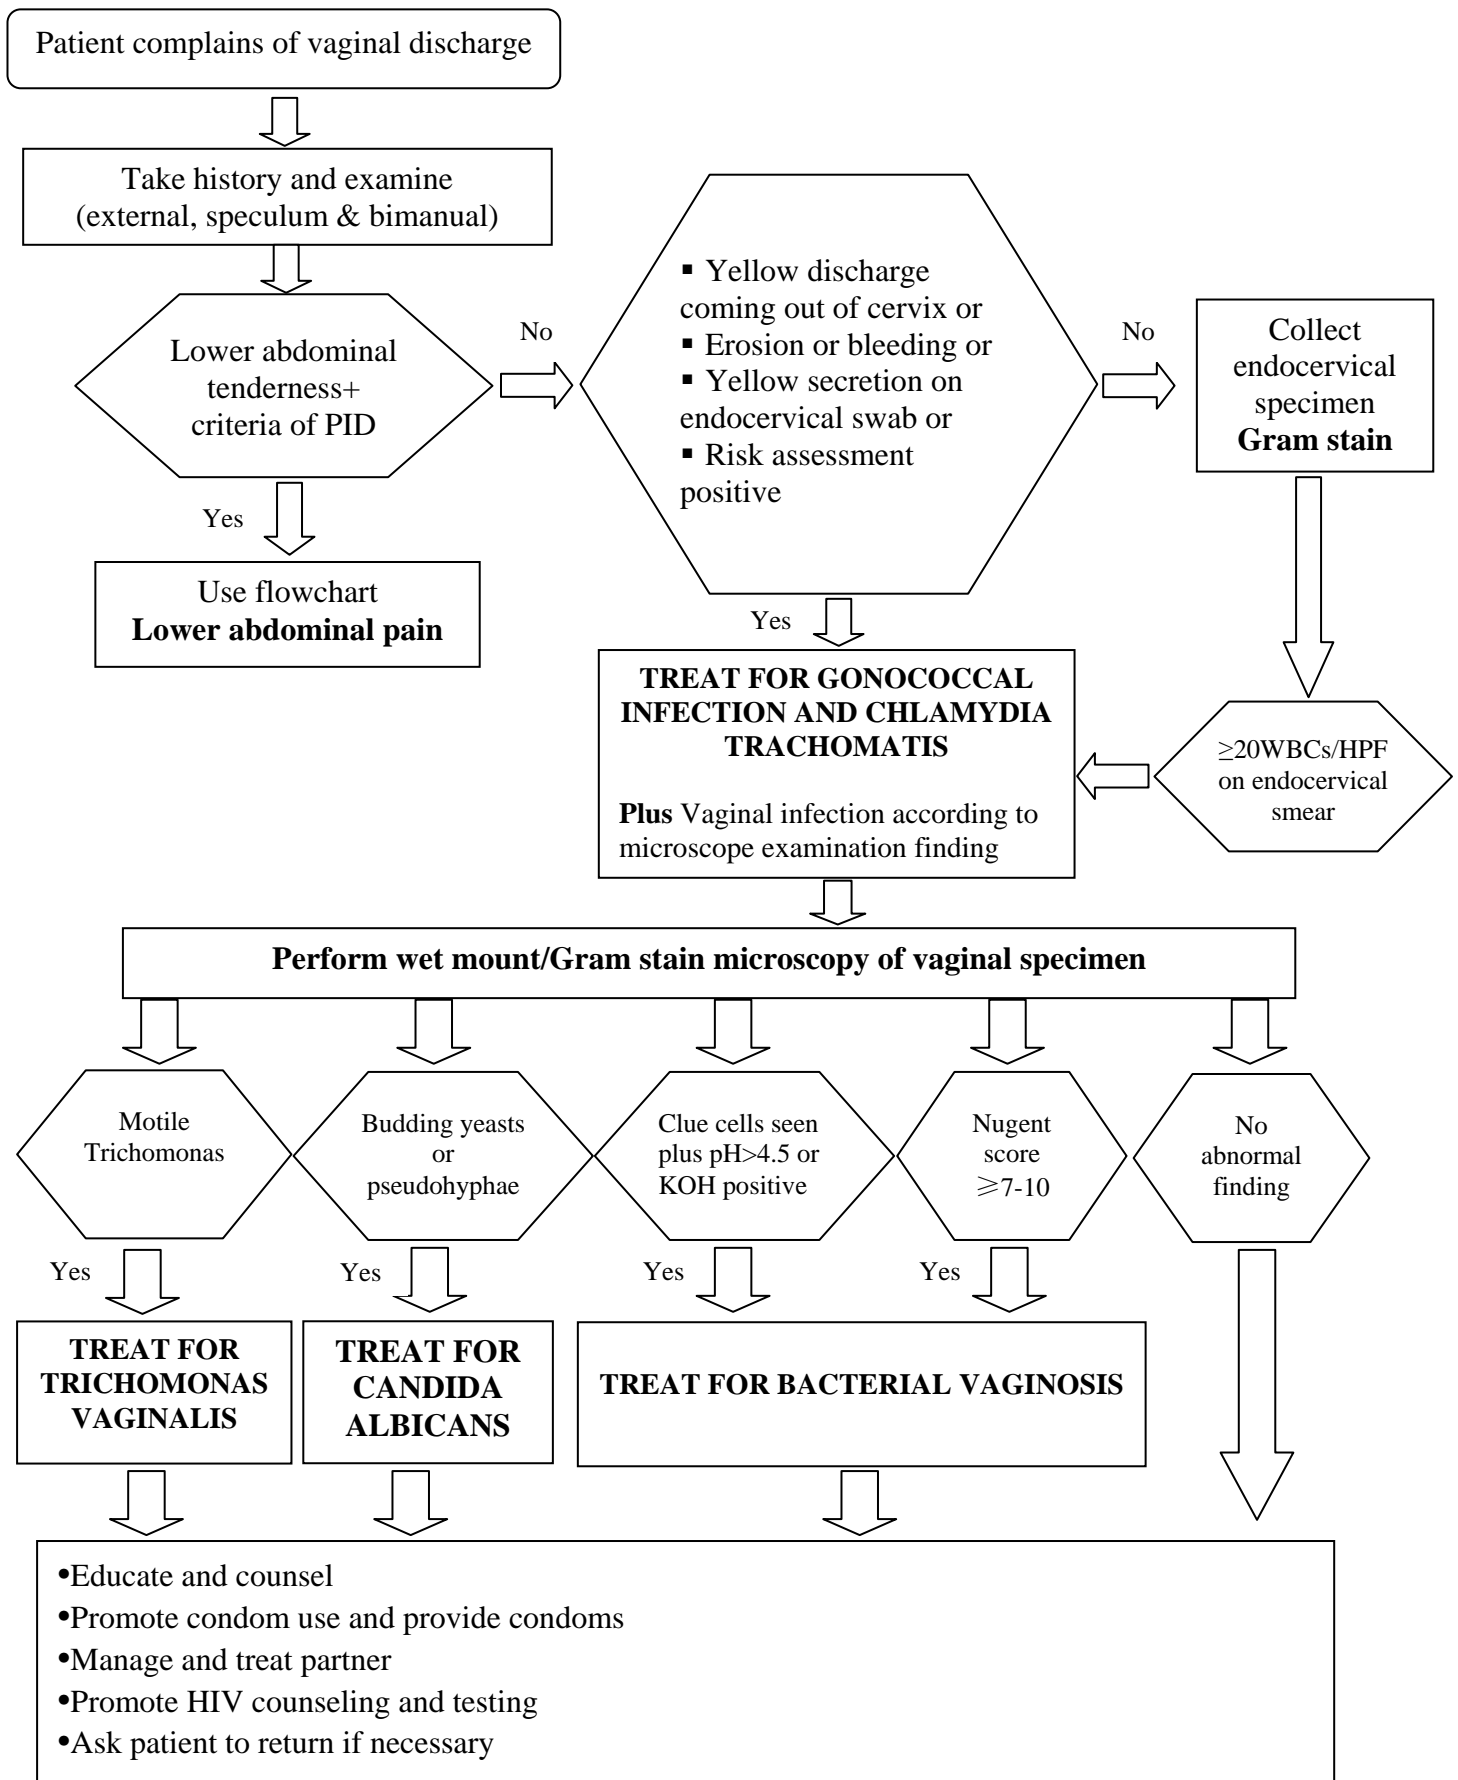 Patient complains of vaginal discharge
Take history and examine
(external, speculum & bimanual)
Lower abdominal
tenderness+
criteria of PID
No
▪ Yellow discharge
coming out of cervix or
▪ Erosion or bleeding or
▪ Yellow secretion on
endocervical swab or
▪ Risk assessment
positive
No
Collect
endocervical
specimen
Gram stain
Yes
Use flowchart
Lower abdominal pain
Yes
TREAT FOR GONOCOCCAL
INFECTION AND CHLAMYDIA
TRACHOMATIS
Plus Vaginal infection according to
microscope examination finding
≥20WBCs/HPF
on endocervical
smear
Perform wet mount/Gram stain microscopy of vaginal specimen
Motile
Trichomonas
Budding yeasts
or
pseudohyphae
Clue cells seen
plus pH>4.5 or
KOH positive
Nugent
score
≥7-10
No
abnormal
finding
Yes
Yes
Yes
Yes
TREAT FOR
TRICHOMONAS
VAGINALIS
TREAT FOR
CANDIDA
ALBICANS
TREAT FOR BACTERIAL VAGINOSIS
•Educate and counsel
•Promote condom use and provide condoms
•Manage and treat partner
•Promote HIV counseling and testing
•Ask patient to return if necessary